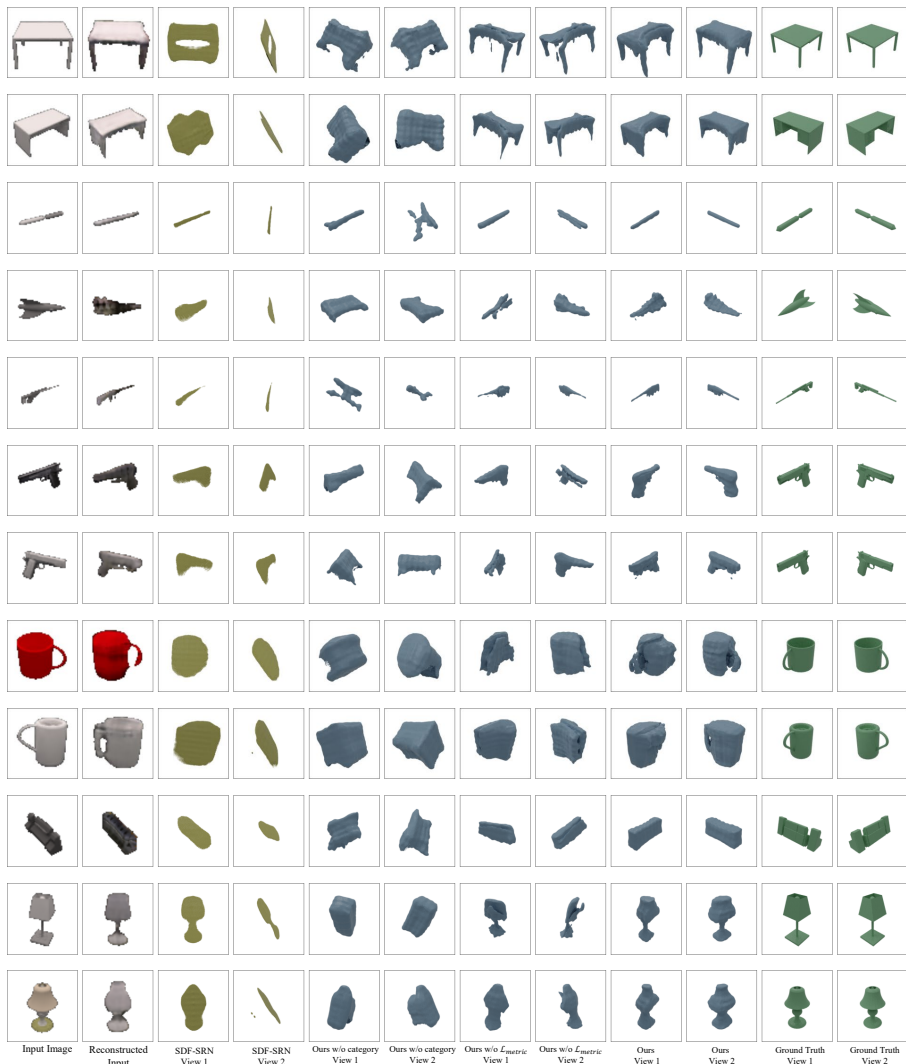 Input Image Reconstructed SDF-SRN SDF-SRN Ours w/o category Ours w/o category Ours w/o ℒmetric Ours w/o ℒmetric Ours Ours Ground Truth Ground Truth
Input View 1 View 2 View 1 View 2 View 1 View 2 View 1 View 2 View 1 View 2